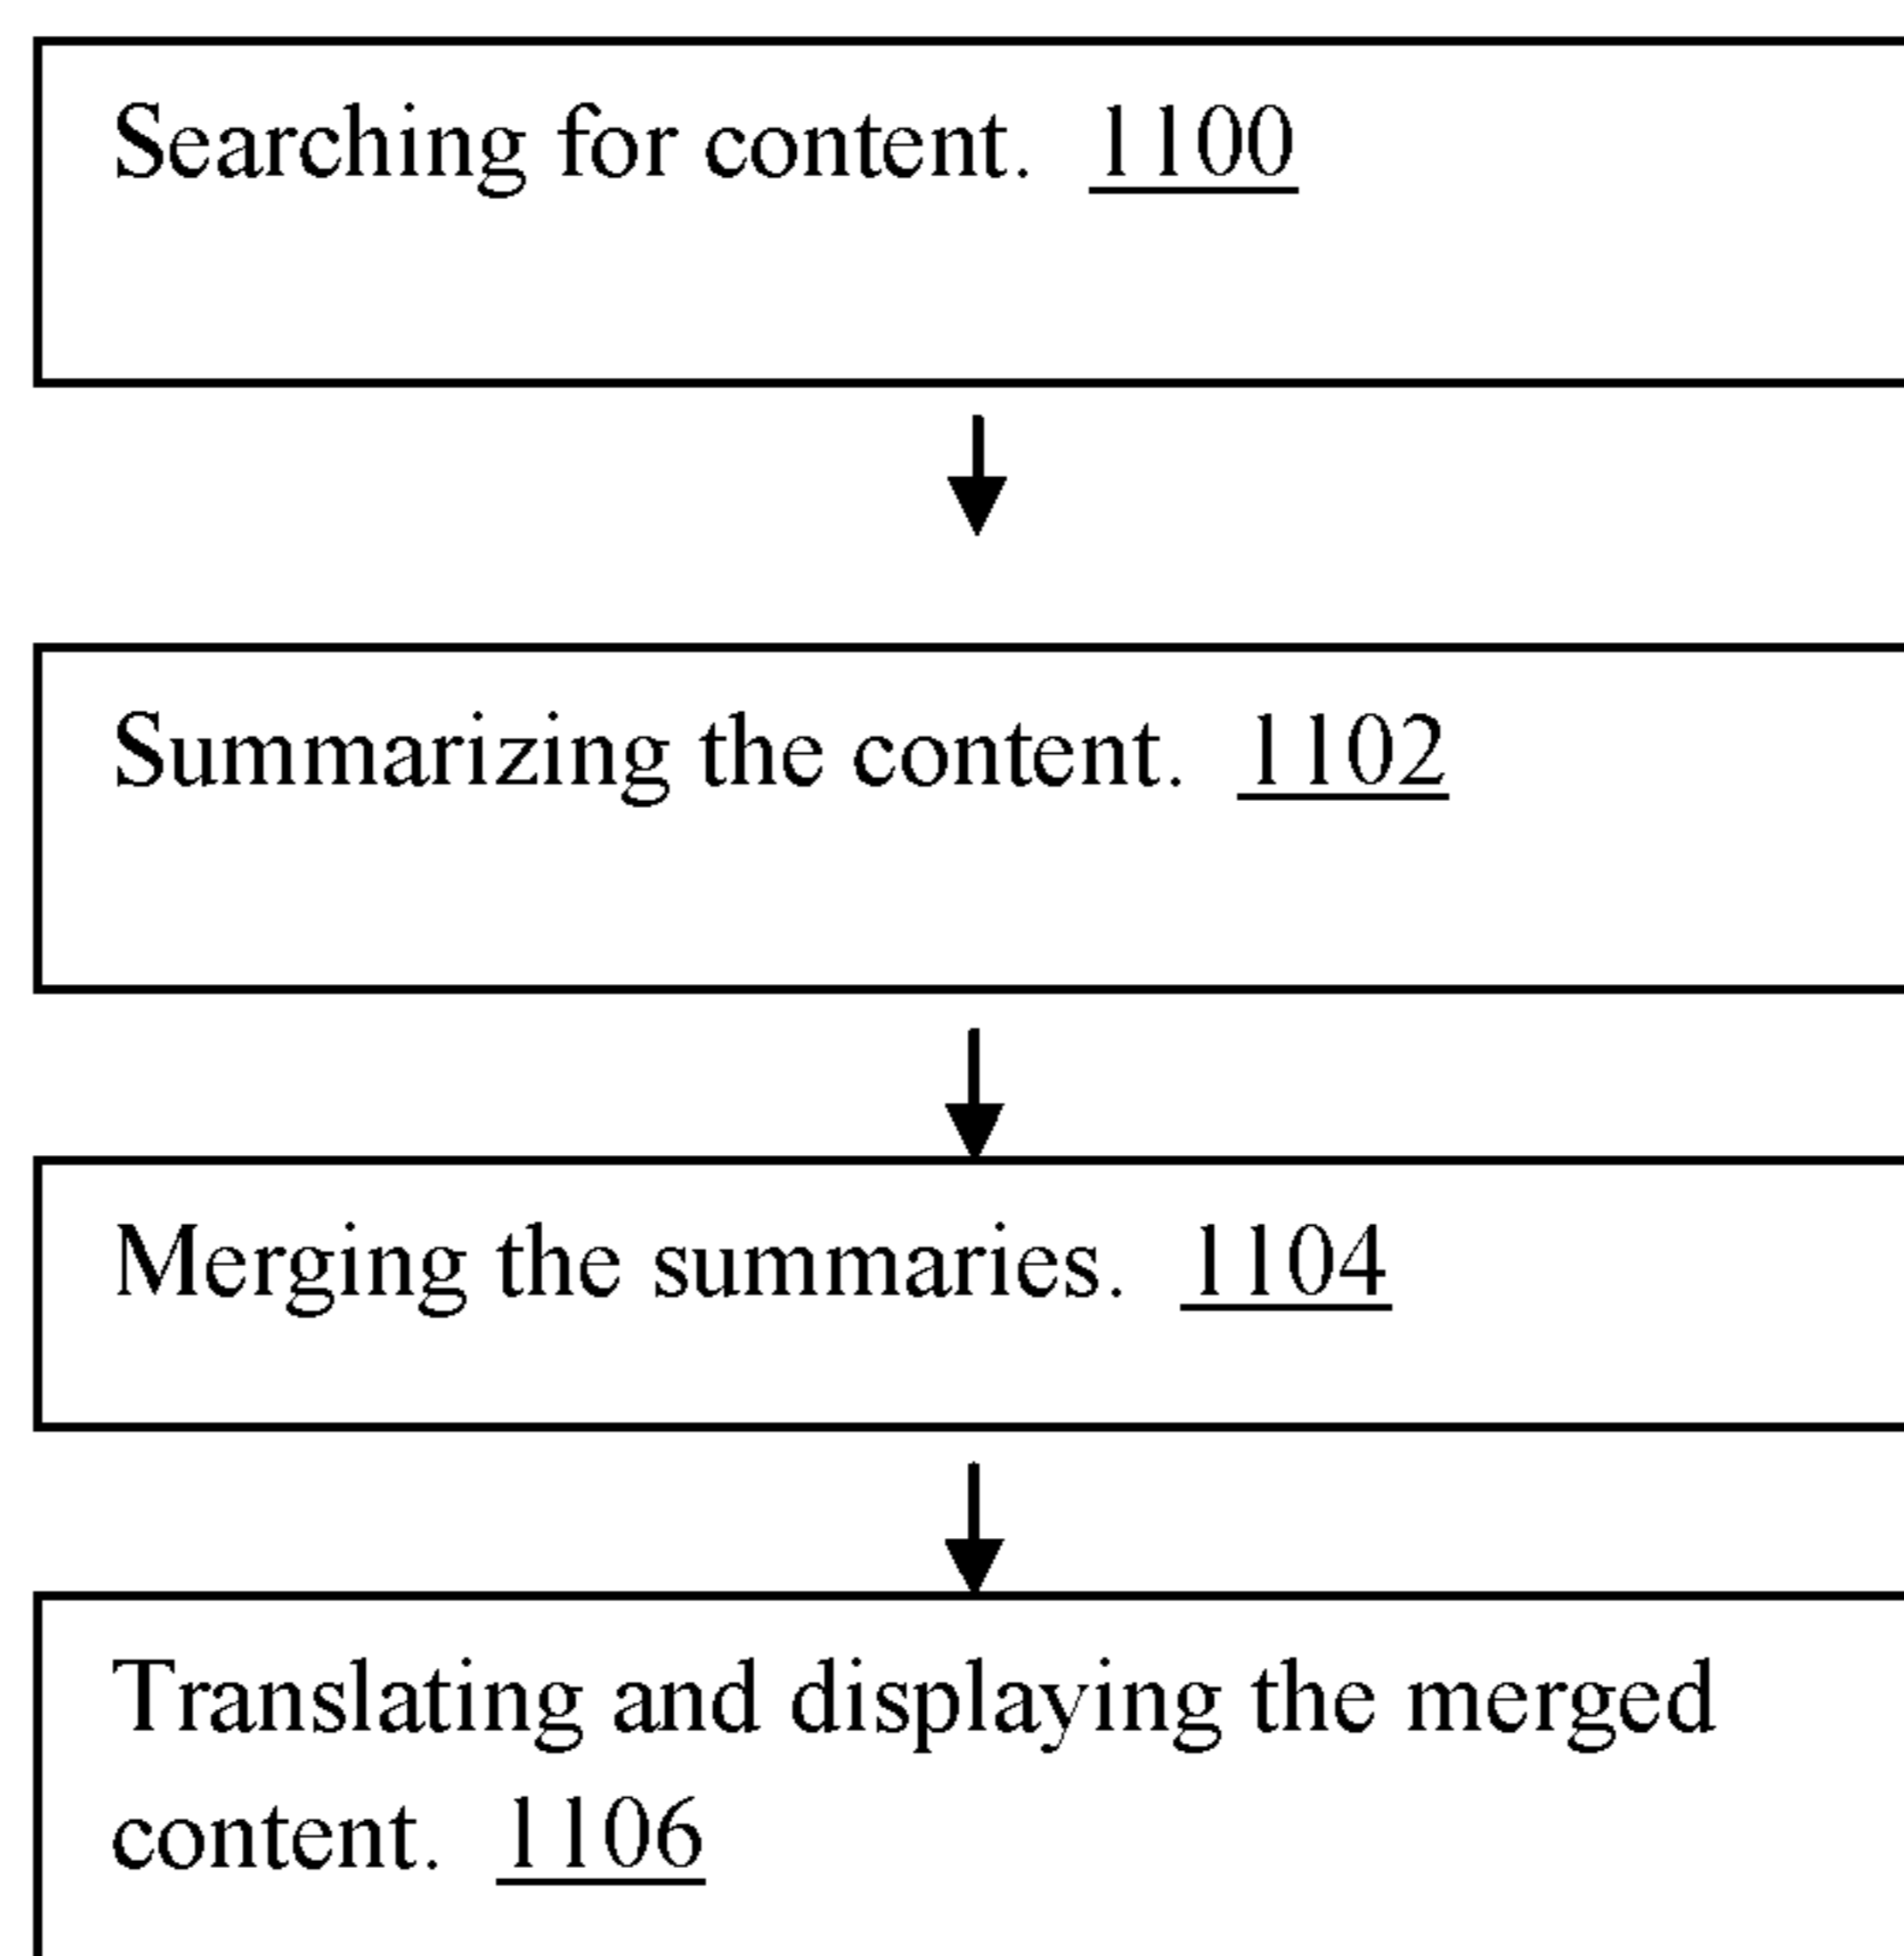 Searching for content. 1100
Summarizing the content. 1102
Merging the summaries. 1104
Translating and displaying the merged
content. 1106